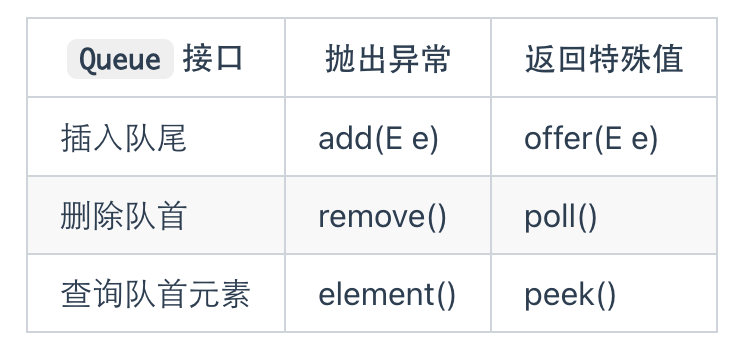 Queue 接口 抛出异常 返回特殊值
插入队尾 add(E e) offer(E e)
删除队首 remove() poll()
查询队首元素 element() peek()